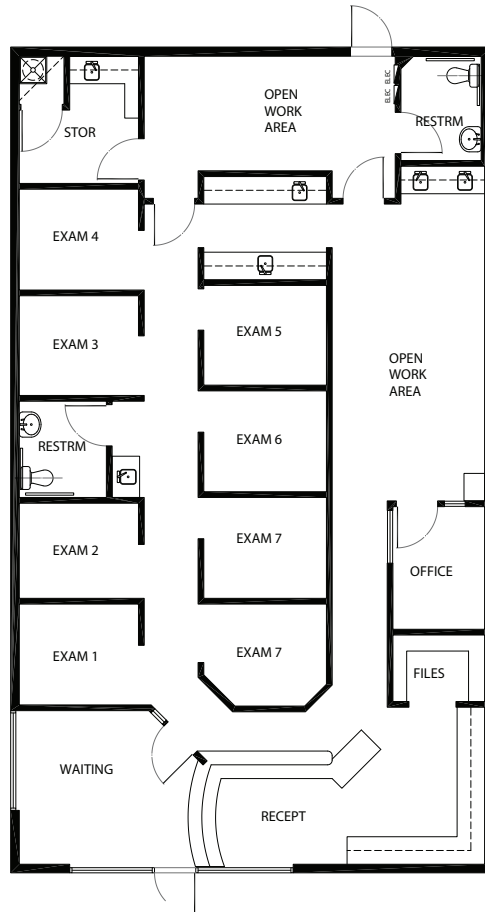 OPEN
WORK
AREA
ELEC
ELEC
RESTRM
STOR
EXAM 4
EXAM 3
EXAM 5
OPEN
WORK
AREA
RESTRM
EXAM 6
EXAM 2
EXAM 7
OFFICE
EXAM 1
EXAM 7
FILES
WAITING
RECEPT